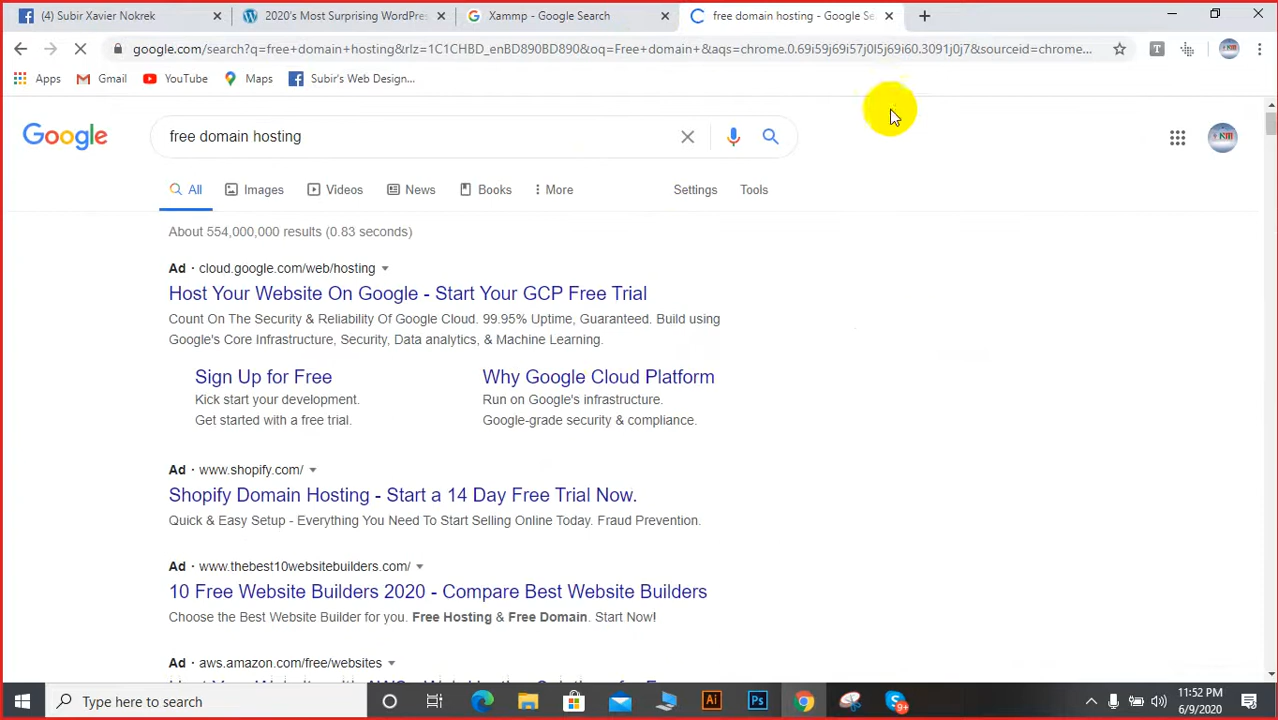 (4) Subir Xavier Nokrek
2020's Most Surprising WordPres
Xammp - Google Search
free domain hosting - Google Se
google.com/search?q=free+domain+hosting&rlz=1C1CHBD_enBD890BD890&oq=Free+domain+&aqs=chrome.0.69i59j69i57j0l5j69i60.3091j0j7&sourceid=chrome...
Apps
Gmail
YouTube
Maps
Subir's Web Design...
Google
free domain hosting
All
Images
Videos
News
Books
More
Settings
Tools
About 554,000,000 results (0.83 seconds)
Ad · cloud.google.com/web/hosting
Host Your Website On Google - Start Your GCP Free Trial
Count On The Security & Reliability Of Google Cloud. 99.95% Uptime, Guaranteed. Build using
Google's Core Infrastructure, Security, Data analytics, & Machine Learning.
Sign Up for Free
Kick start your development.
Get started with a free trial.
Why Google Cloud Platform
Run on Google's infrastructure.
Google-grade security & compliance.
Ad · www.shopify.com/
Shopify Domain Hosting - Start a 14 Day Free Trial Now.
Quick & Easy Setup - Everything You Need To Start Selling Online Today. Fraud Prevention.
Ad · www.thebest10websitebuilders.com/
10 Free Website Builders 2020 - Compare Best Website Builders
Choose the Best Website Builder for you. Free Hosting & Free Domain. Start Now!
Ad · aws.amazon.com/free/websites
Type here to search
Ai
Ps
9+
11:52 PM
6/9/2020